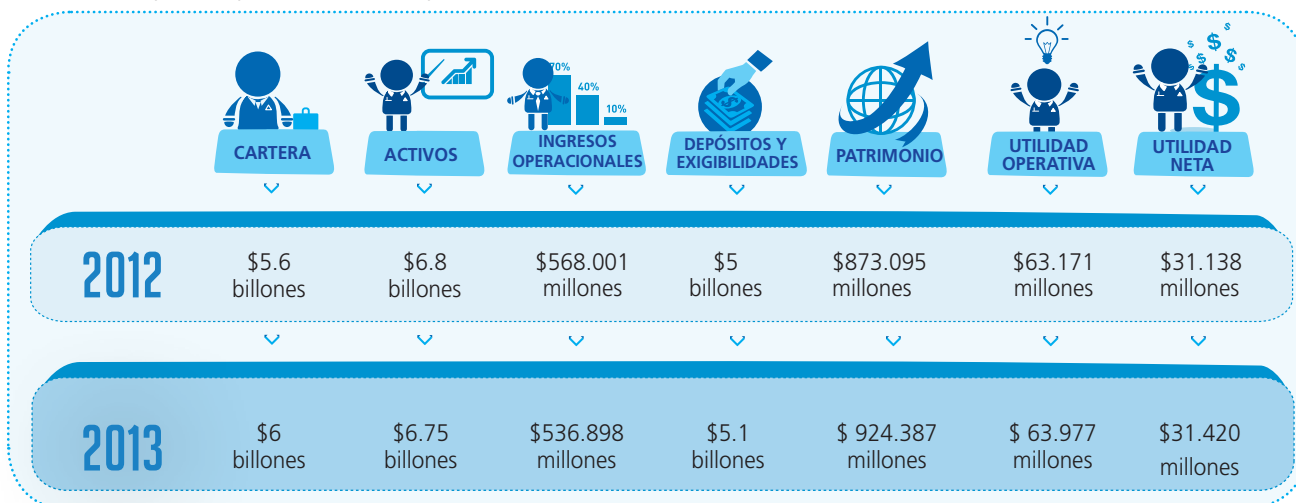 70%
40%
10%
CARTERA
ACTIVOS
INGRESOS
OPERACIONALES
DEPÓSITOS Y
EXIGIBILIDADES
PATRIMONIO
UTILIDAD
OPERATIVA
UTILIDAD
NETA
2012
$5.6
billones
$6.8
billones
$568.001
millones
$5
billones
$873.095
millones
$63.171
millones
$31.138
millones
2013
$6
billones
$6.75
billones
$536.898
millones
$5.1
billones
$ 924.387
millones
$ 63.977
millones
$31.420
millones